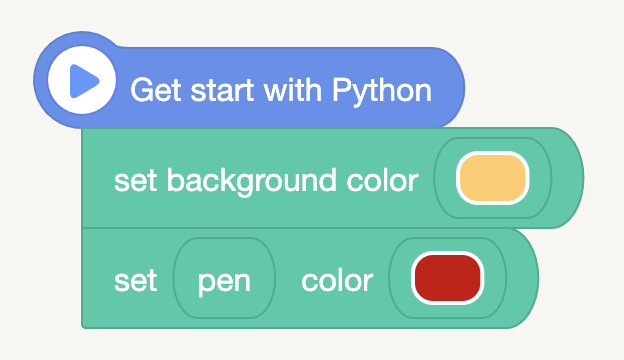 Get start with Python
set background color
set pen color